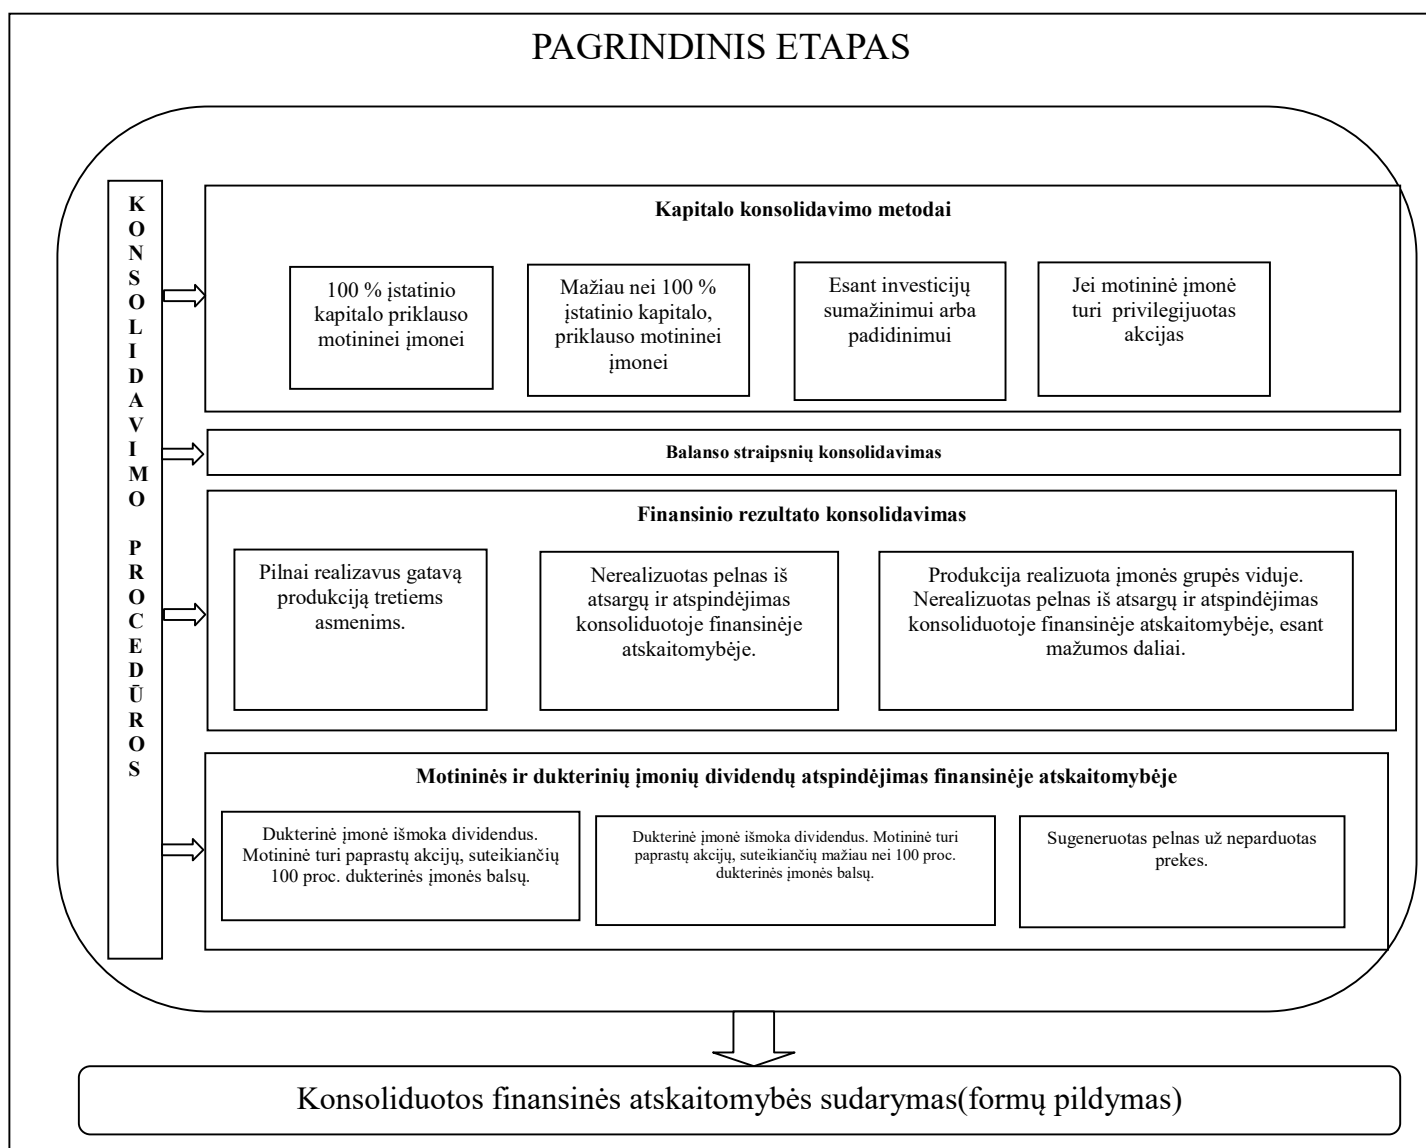 PAGRINDINIS ETAPAS
K
O
N
S
O
L
I
D
A
V
I
M
O
P
R
O
C
E
D
Ū
R
O
S
Kapitalo konsolidavimo metodai
100 % įstatinio
kapitalo priklauso
motininei įmonei
Mažiau nei 100 %
įstatinio kapitalo,
priklauso motininei
įmonei
Esant investicijų
sumažinimui arba
padidinimui
Jei motininė įmonė
turi privilegijuotas
akcijas
Balanso straipsnių konsolidavimas
Finansinio rezultato konsolidavimas
Pilnai realizavus gatavą
produkciją tretiems
asmenims.
Nerealizuotas pelnas iš
atsargų ir atspindėjimas
konsoliduotoje finansinėje
atskaitomybėje.
Produkcija realizuota įmonės grupės viduje.
Nerealizuotas pelnas iš atsargų ir atspindėjimas
konsoliduotoje finansinėje atskaitomybėje, esant
mažumos daliai.
Motininės ir dukterinių įmonių dividendų atspindėjimas finansinėje atskaitomybėje
Dukterinė įmonė išmoka dividendus.
Motininė turi paprastų akcijų, suteikiančių
100 proc. dukterinės įmonės balsų.
Dukterinė įmonė išmoka dividendus. Motininė turi
paprastų akcijų, suteikiančių mažiau nei 100 proc.
dukterinės įmonės balsų.
Sugeneruotas pelnas už neparduotas
prekes.
Konsoliduotos finansinės atskaitomybės sudarymas(formų pildymas)